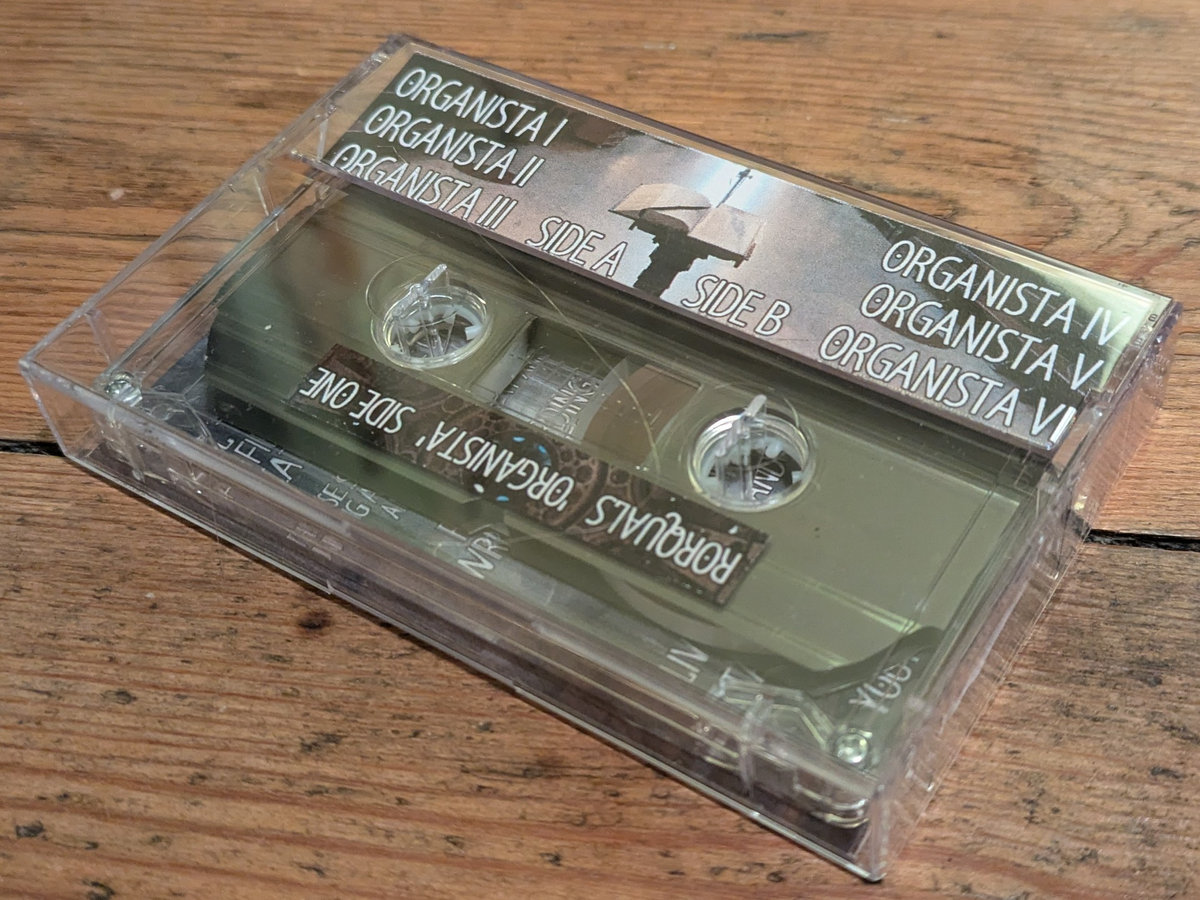 ORGANISTA I
ORGANISTA II
ORGANISTA III
SIDE A
SIDE B
ORGANISTA IV
ORGANISTA V
ORGANISTA VI
RORQUALS 'ORGANISTA' SIDE ONE